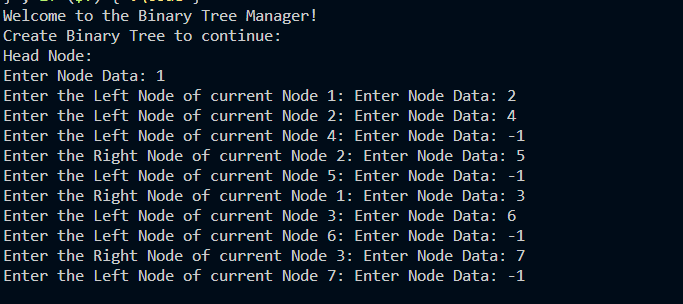 Welcome to the Binary Tree Manager!
Create Binary Tree to continue:
Head Node:
Enter Node Data: 1
Enter the Left Node of current Node 1: Enter Node Data: 2
Enter the Left Node of current Node 2: Enter Node Data: 4
Enter the Left Node of current Node 4: Enter Node Data: -1
Enter the Right Node of current Node 2: Enter Node Data: 5
Enter the Left Node of current Node 5: Enter Node Data: -1
Enter the Right Node of current Node 1: Enter Node Data: 3
Enter the Left Node of current Node 3: Enter Node Data: 6
Enter the Left Node of current Node 6: Enter Node Data: -1
Enter the Right Node of current Node 3: Enter Node Data: 7
Enter the Left Node of current Node 7: Enter Node Data: -1